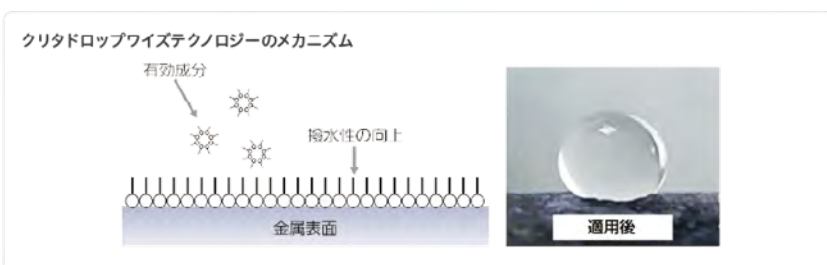 クリタドロップワイズテクノロジーのメカニズム
有効成分
撥水性の向上
金属表面
適用後